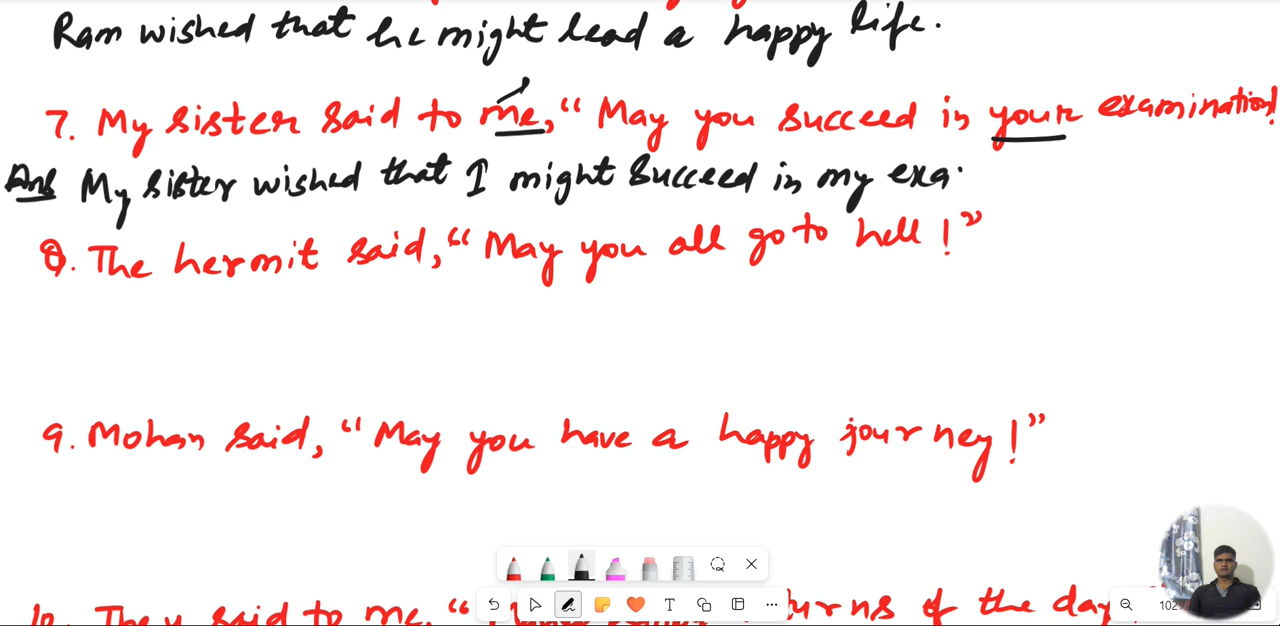 Ram wished that he might lead a happy life.
7. My sister said to me, “May you succeed in your examination!
Ans My sister wished that I might succeed in my exa.
8. The hermit said, “May you all go to hell!”
9. Mohan said, “May you have a happy journey!”
10. They said to me, “ of the day
102